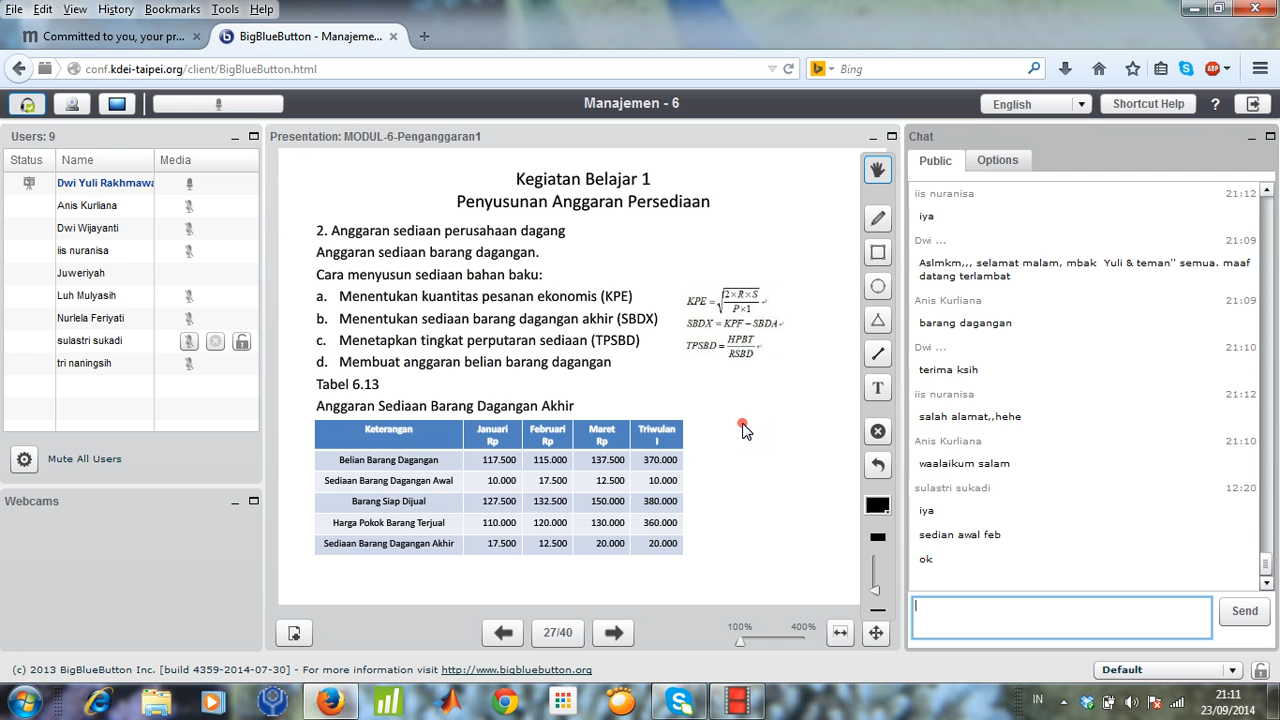 File Edit View History Bookmarks Tools Help
Committed to you, your pr... × BigBlueButton - Manajeme... × +
conf.kdei-taipei.org/client/BigBlueButton.html Bing
Manajemen - 6 English Shortcut Help ?
Users: 9
Status Name Media
Dwi Yuli Rakhmawa
Anis Kurliana
Dwi Wijayanti
iis nuranisa
Juweriyah
Luh Mulyasih
Nurlela Feriyati
sulastri sukadi
tri naningsih
Mute All Users
Webcams
Presentation: MODUL-6-Penganggaran1
Kegiatan Belajar 1
Penyusunan Anggaran Persediaan
2. Anggaran sediaan perusahaan dagang
Anggaran sediaan barang dagangan.
Cara menyusun sediaan bahan baku:
a. Menentukan kuantitas pesanan ekonomis (KPE)
b. Menentukan sediaan barang dagangan akhir (SBDX)
c. Menetapkan tingkat perputaran sediaan (TPSBD)
d. Membuat anggaran belian barang dagangan
KPE = √2×R×S / P×1
SBDX = KPF − SBDA
TPSBD = HPBT / RSBD
Tabel 6.13
Anggaran Sediaan Barang Dagangan Akhir
Keterangan Januari Rp Februari Rp Maret Rp Triwulan I
Belian Barang Dagangan 117.500 115.000 137.500 370.000
Sediaan Barang Dagangan Awal 10.000 17.500 12.500 10.000
Barang Siap Dijual 127.500 132.500 150.000 380.000
Harga Pokok Barang Terjual 110.000 120.000 130.000 360.000
Sediaan Barang Dagangan Akhir 17.500 12.500 20.000 20.000
T
27/40
100% 400%
Chat
Public Options
iis nuranisa 21:12
iya
Dwi ... 21:09
Aslmkm,,, selamat malam, mbak Yuli & teman" semua. maaf
datang terlambat
Anis Kurliana 21:09
barang dagangan
Dwi ... 21:10
terima ksih
iis nuranisa 21:12
salah alamat,,hehe
Anis Kurliana 21:10
waalaikum salam
sulastri sukadi 12:20
iya
sedian awal feb
ok
Send
(c) 2013 BigBlueButton Inc. [build 4359-2014-07-30] - For more information visit http://www.bigbluebutton.org
Default
IN
21:11
23/09/2014